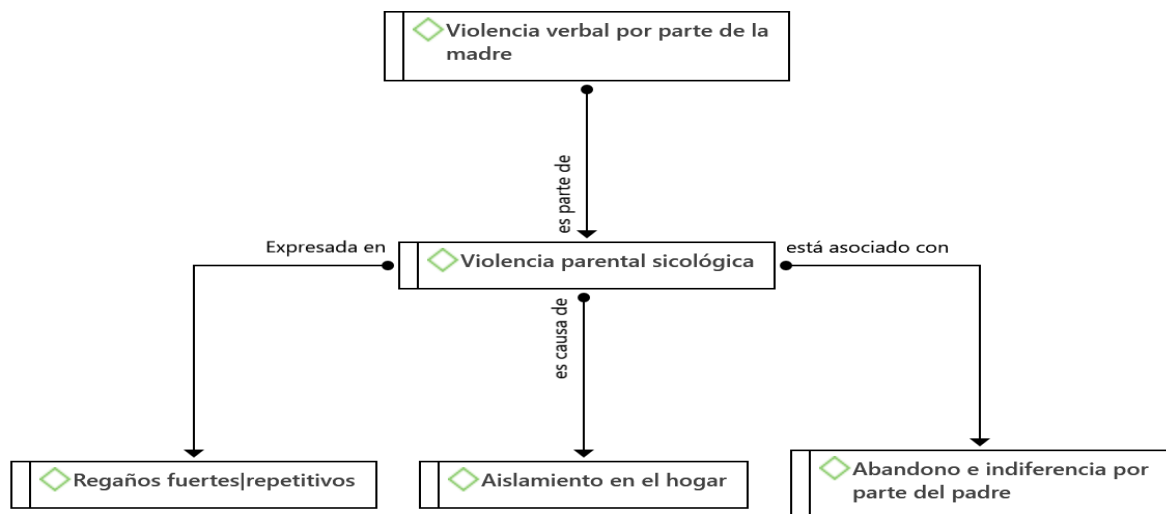 Violencia verbal por parte de la
madre
es parte de
Expresada en
Violencia parental sicológica
está asociado con
es causa de
Regaños fuertes|repetitivos
Aislamiento en el hogar
Abandono e indiferencia por
parte del padre